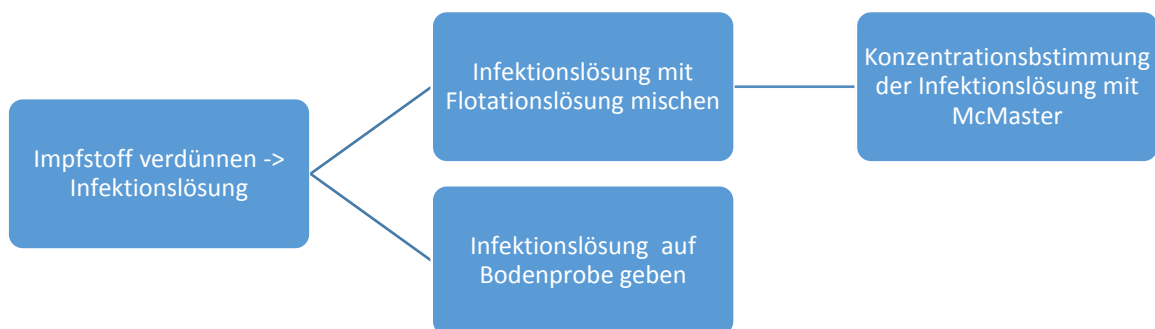 Impfstoff verdünnen ->
Infektionslösung
Infektionslösung mit
Flotationslösung mischen
Konzentrationsbstimmung
der Infektionslösung mit
McMaster
Infektionslösung auf
Bodenprobe geben